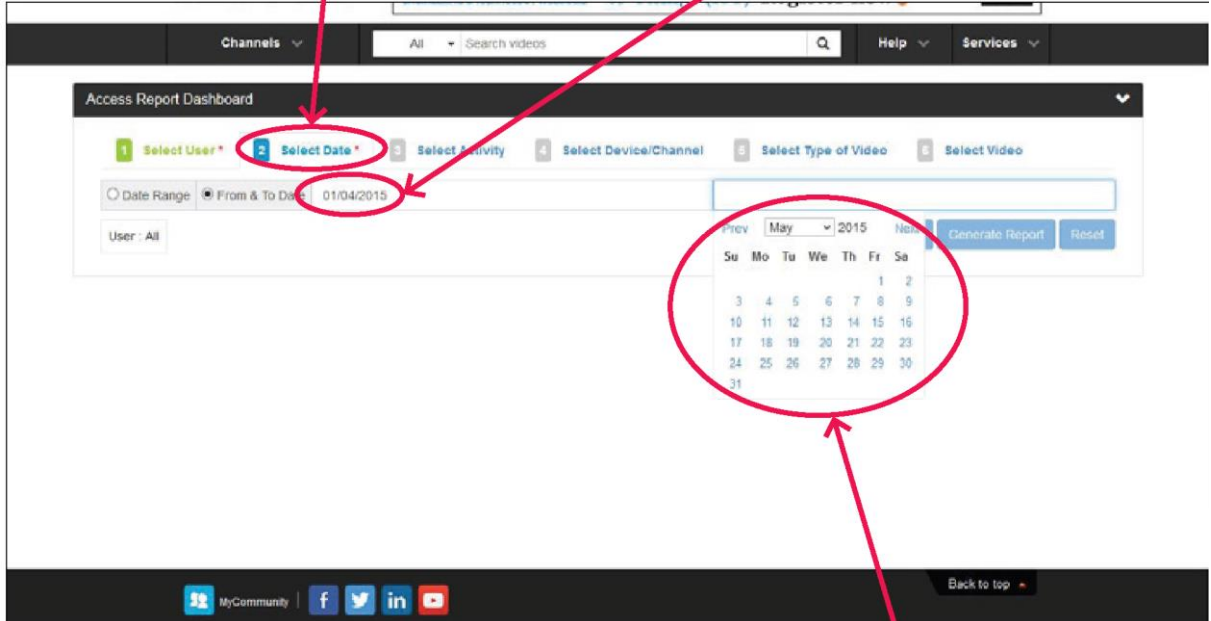 Channels All Search videos Help Services
Access Report Dashboard
1 Select User * 2 Select Date * 3 Select Activity 4 Select Device/Channel 5 Select Type of Video 6 Select Video
Date Range From & To Date 01/04/2015
Prev May 2015 Next
User : All Generate Report Reset
Su Mo Tu We Th Fr Sa
1 2
3 4 5 6 7 8 9
10 11 12 13 14 15 16
17 18 19 20 21 22 23
24 25 26 27 28 29 30
31
Back to top
MyCommunity f in